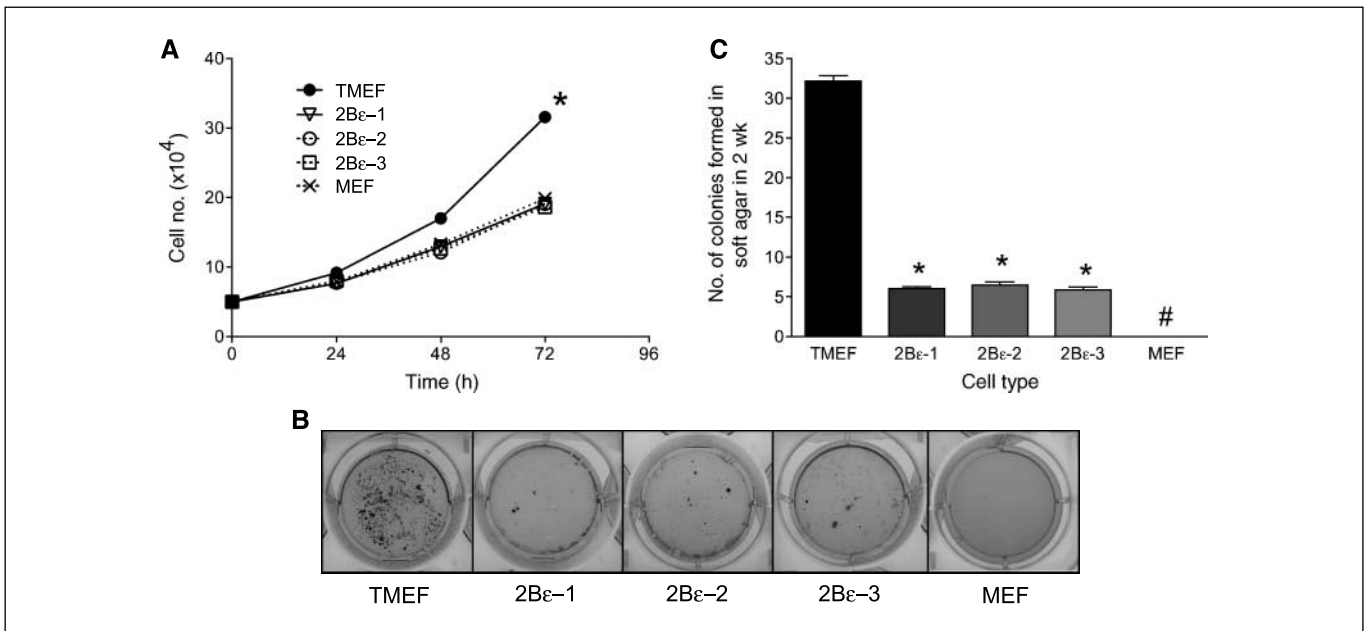 A
40
30
20
10
0
Cell no. (x10⁴)
TMEF
2Bε–1
2Bε–2
2Bε–3
MEF
*
0 24 48 72 96
Time (h)
C
35
30
25
20
15
10
5
0
No. of colonies formed in
soft agar in 2 wk
* * * #
TMEF 2Bε-1 2Bε-2 2Bε-3 MEF
Cell type
B
TMEF 2Bε–1 2Bε–2 2Bε–3 MEF